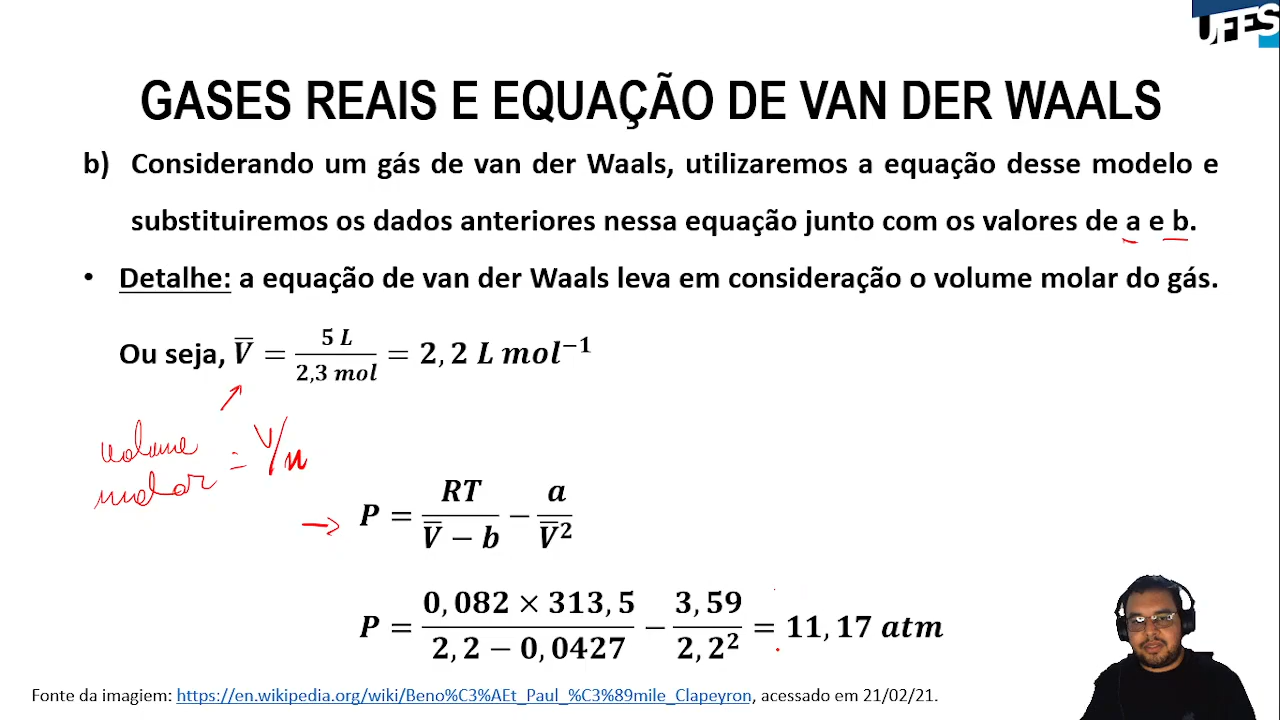 UFES
GASES REAIS E EQUAÇÃO DE VAN DER WAALS
b) Considerando um gás de van der Waals, utilizaremos a equação desse modelo e
substituiremos os dados anteriores nessa equação junto com os valores de a e b.
• Detalhe: a equação de van der Waals leva em consideração o volume molar do gás.
Ou seja, V̿ = 5 L / 2,3 mol = 2,2 L mol⁻¹
volume
molar = V/n
→ P = RT / (V̿ − b) − a / V̿²
P = (0,082 × 313,5) / (2,2 − 0,0427) − 3,59 / 2,2² = 11,17 atm
Fonte da imagiem: https://en.wikipedia.org/wiki/Beno%C3%AEt_Paul_%C3%89mile_Clapeyron, acessado em 21/02/21.